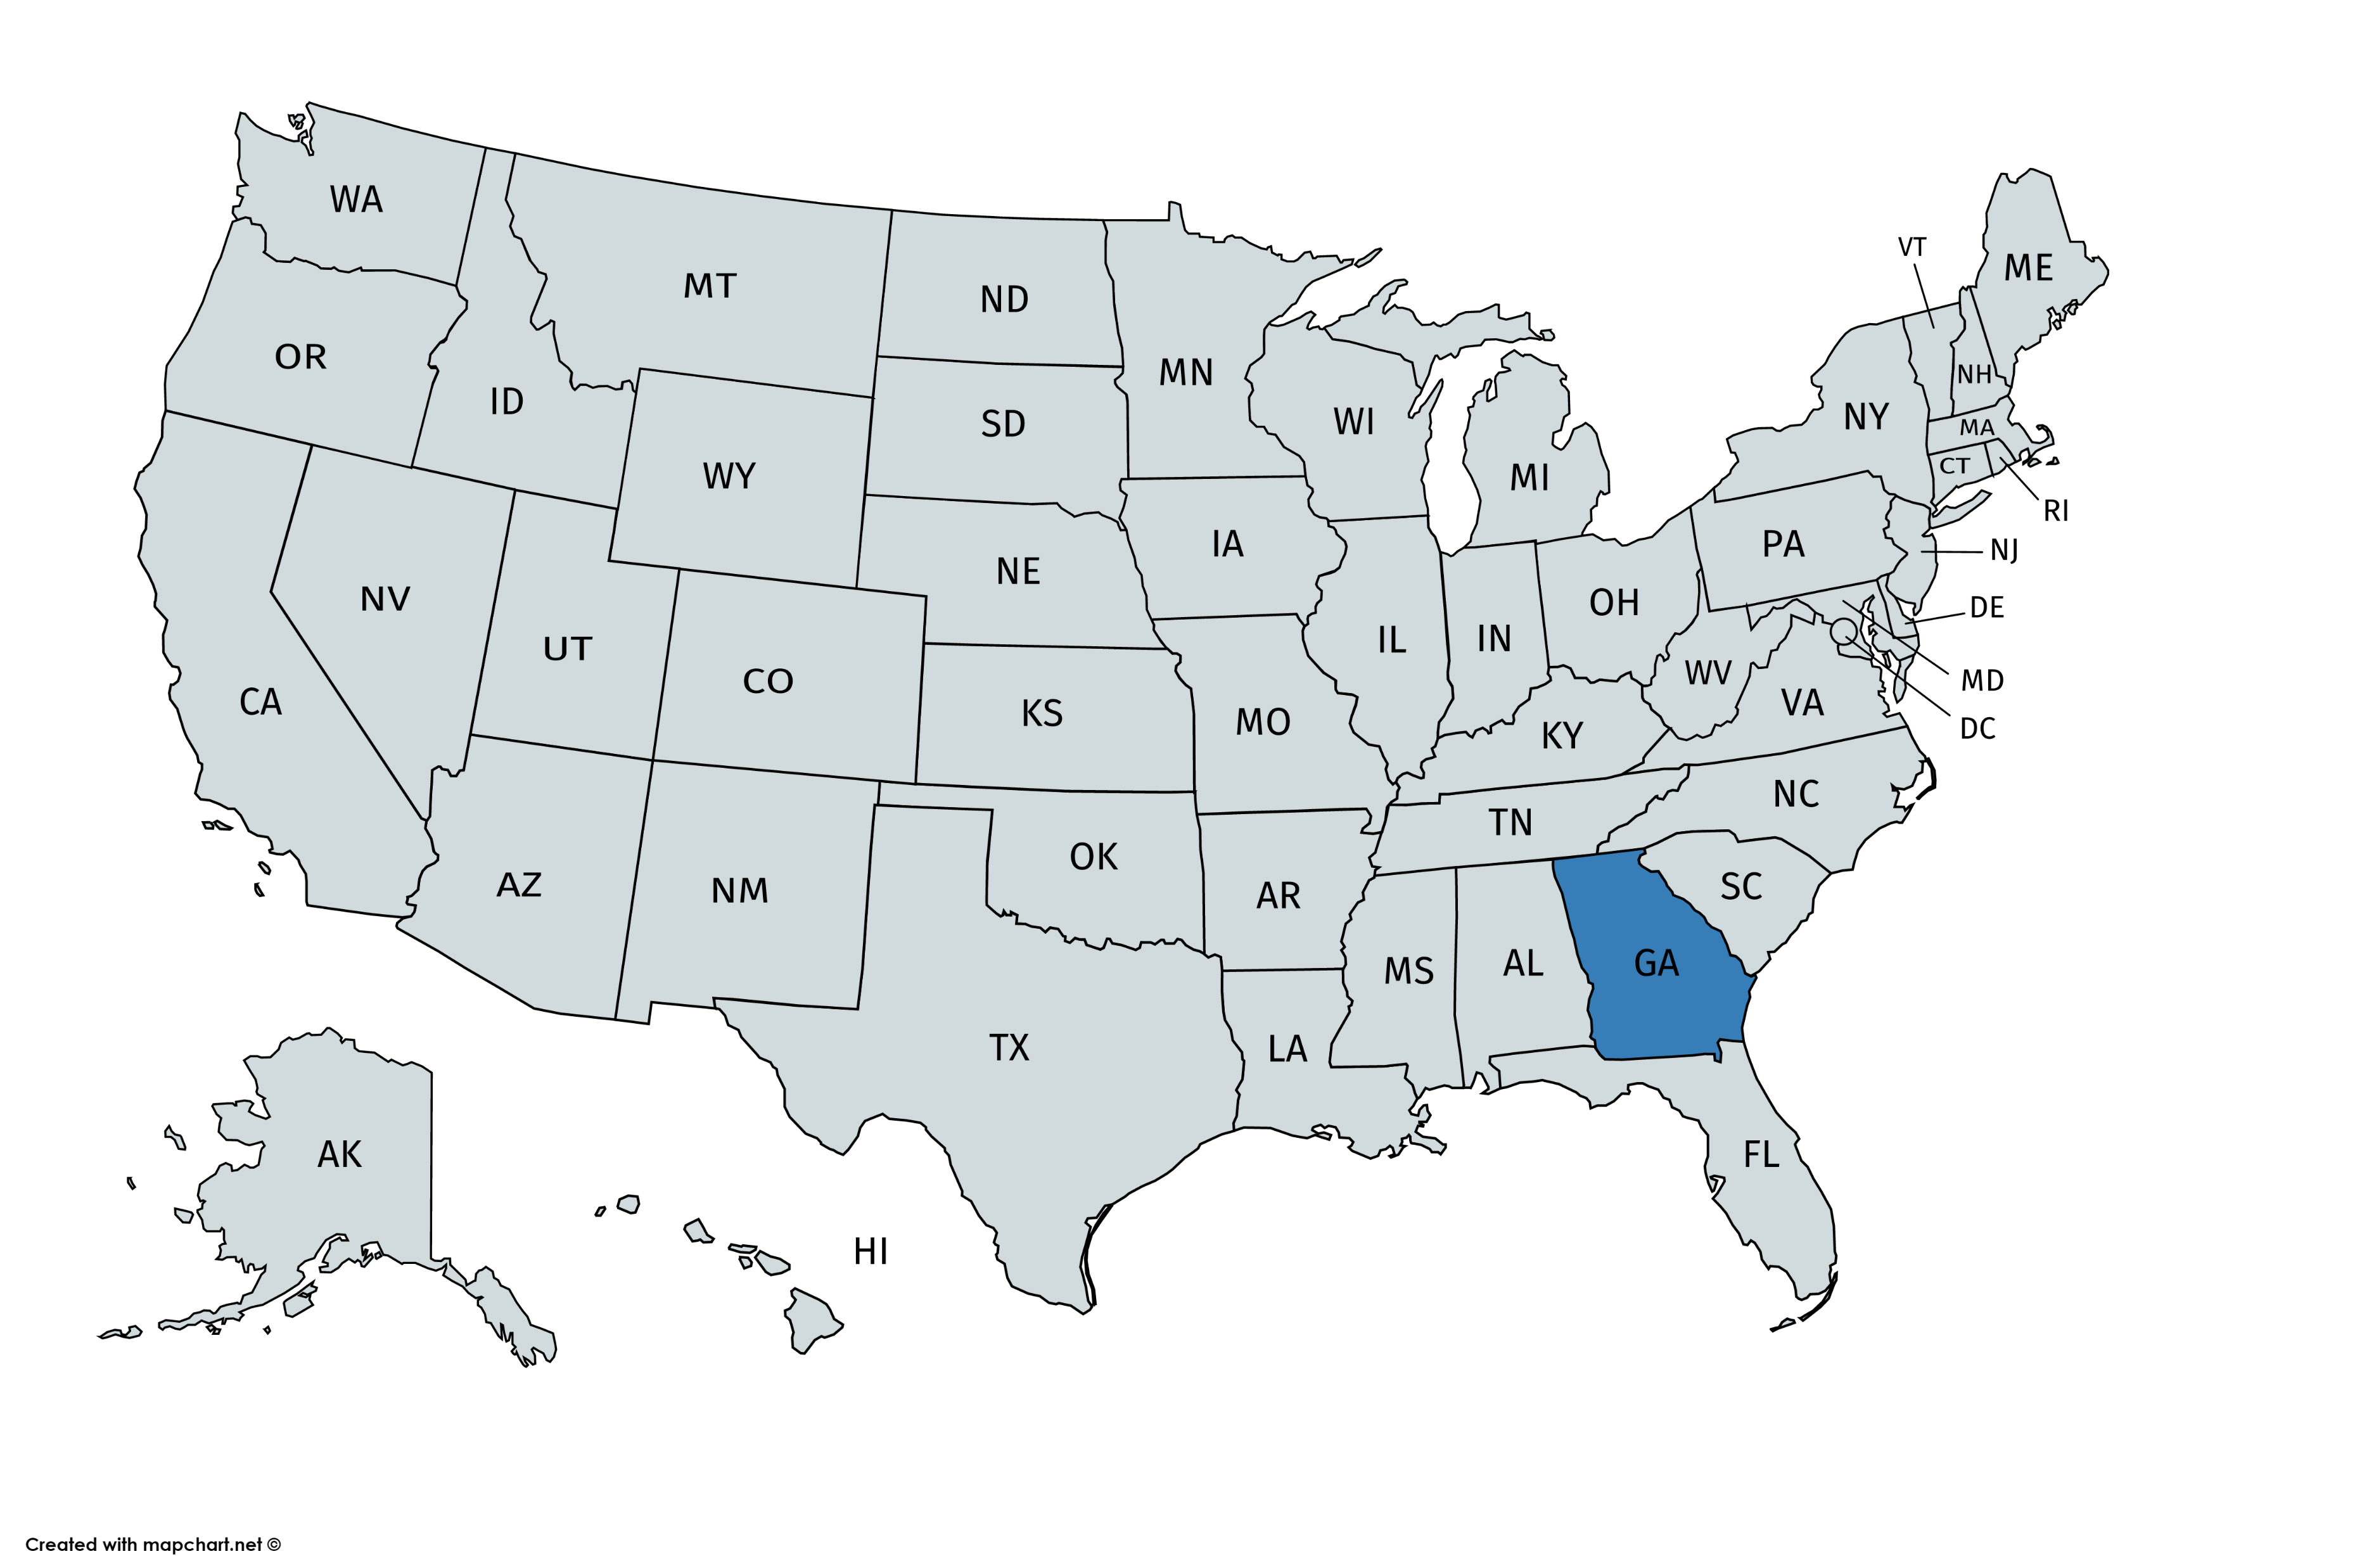 WA
MT
ND
MN
VT
ME
OR
ID
SD
WI
NH
NY
MA
WY
MI
CT
RI
NE
IA
PA
NJ
NV
UT
CO
IL
IN
OH
DE
CA
KS
MO
KY
WV
VA
MD
DC
AZ
NM
OK
AR
TN
NC
SC
TX
LA
MS
AL
GA
AK
HI
FL
Created with mapchart.net ©